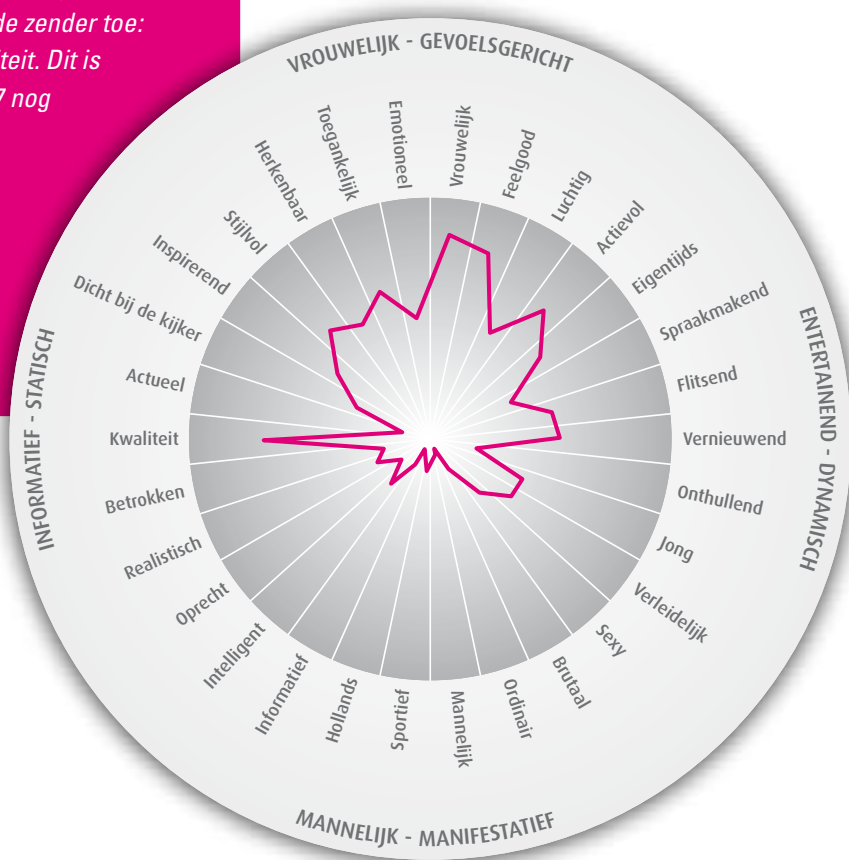 de zender toe:
teit. Dit is
7 nog
VROUWELIJK - GEVOELSGERICHT
Vrouwelijk
Feelgood
Luchtig
Actievol
Eigentijds
Spraakmakend
Flitsend
Vernieuwend
Onthullend
Jong
Verleidelijk
Sexy
Brutaal
Ordinair
Mannelijk
Sportief
Hollands
Informatief
Intelligent
Oprecht
Realistisch
Betrokken
Kwaliteit
Actueel
Dicht bij de kijker
Inspirerend
Stijlvol
Herkenbaar
Toegankelijk
Emotioneel
ENTERTAINEND - DYNAMISCH
MANNELIJK - MANIFESTATIEF
INFORMATIEF - STATISCH